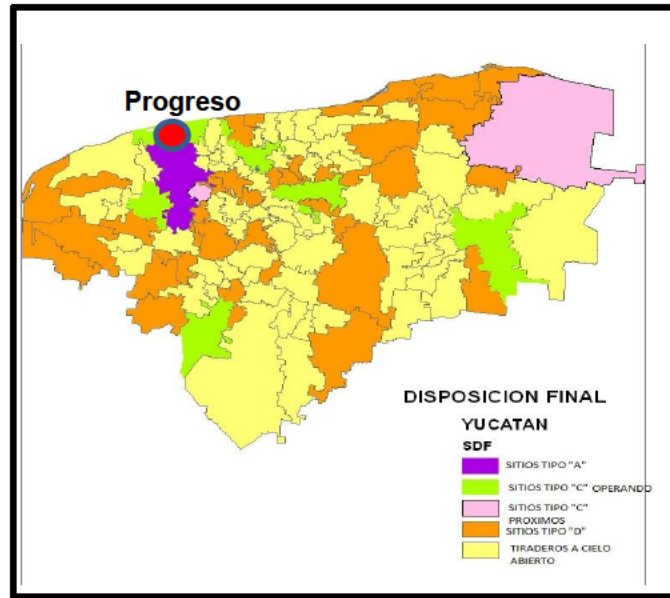 Progreso
DISPOSICION FINAL
YUCATAN
SDF
SITIOS TIPO "A"
SITIOS TIPO "C" OPERANDO
SITIOS TIPO "C"
PROXIMOS
SITIOS TIPO "D"
TIRADEROS A CIELO
ABIERTO